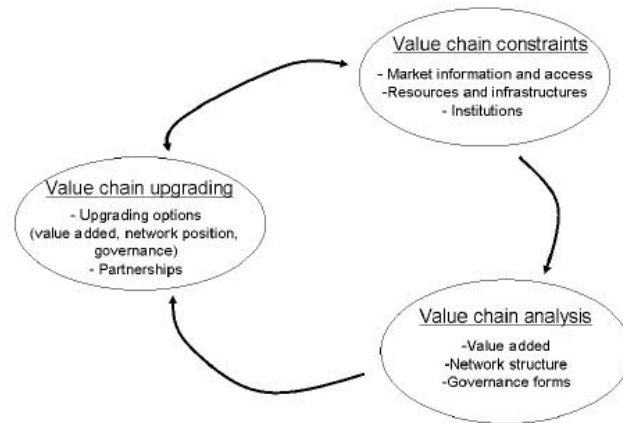 Value chain constraints
- Market information and access
-Resources and infrastructures
- Institutions
Value chain upgrading
- Upgrading options
(value added, network position,
governance)
- Partnerships
Value chain analysis
-Value added
-Network structure
-Governance forms